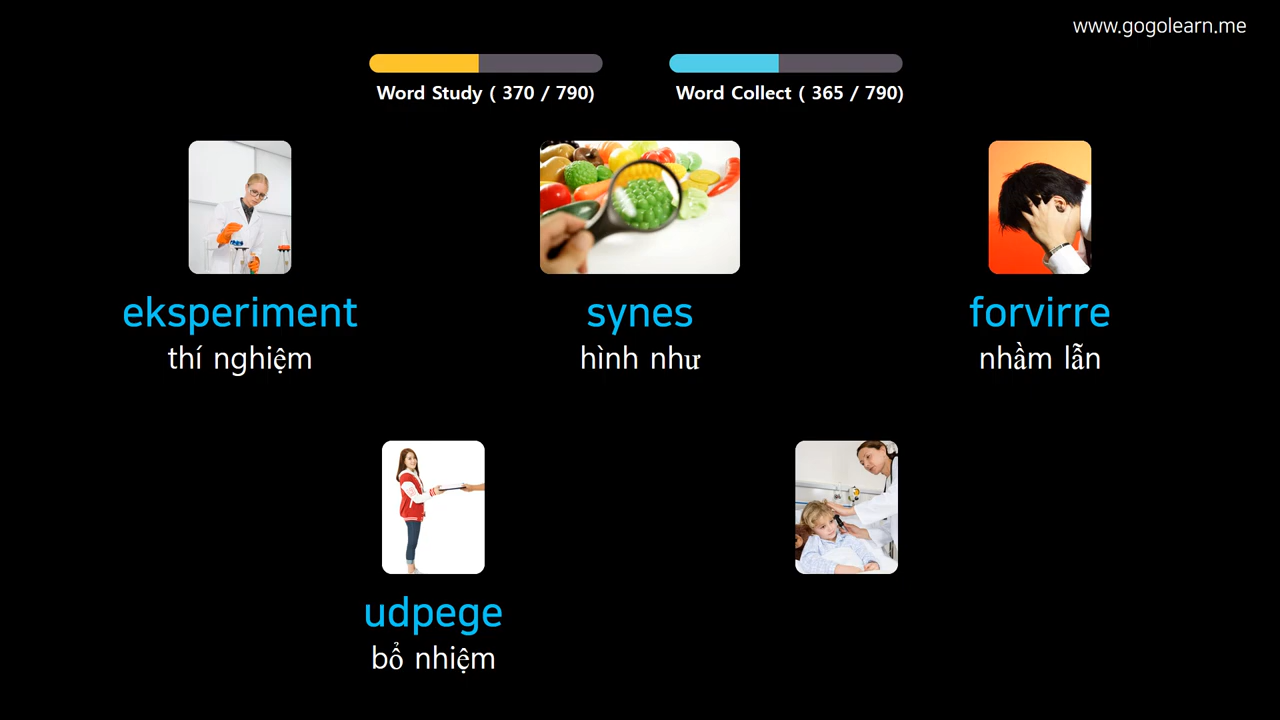 www.gogolearn.me
Word Study ( 370 / 790)
Word Collect ( 365 / 790)
eksperiment
thí nghiệm
synes
hình như
forvirre
nhầm lẫn
udpege
bổ nhiệm